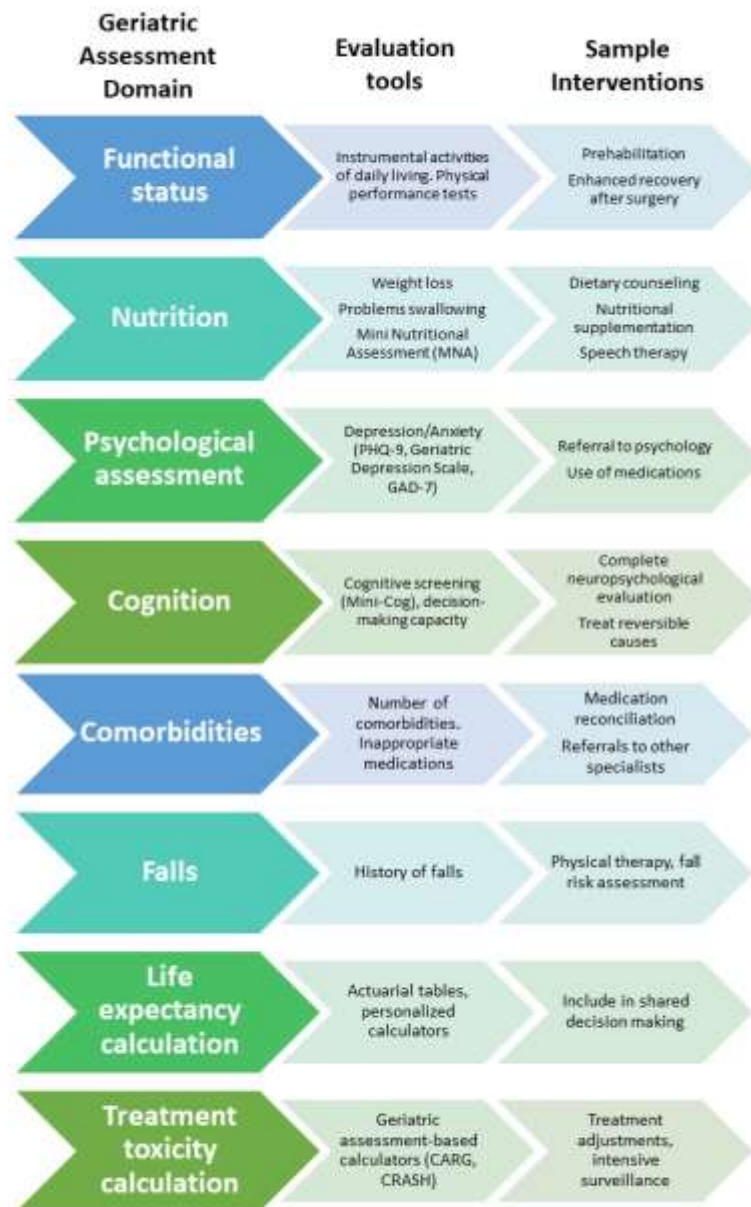 Geriatric
Assessment
Domain
Evaluation
tools
Sample
Interventions
Functional
status
Instrumental activities
of daily living. Physical
performance tests
Prehabilitation
Enhanced recovery
after surgery
Nutrition
Weight loss
Problems swallowing
Mini Nutritional
Assessment (MNA)
Dietary counseling
Nutritional
supplementation
Speech therapy
Psychological
assessment
Depression/Anxiety
(PHQ-9, Geriatric
Depression Scale,
GAD-7)
Referral to psychology
Use of medications
Cognition
Cognitive screening
(Mini-Cog), decision-
making capacity
Complete
neuropsychological
evaluation
Treat reversible
causes
Comorbidities
Number of
comorbidities.
Inappropriate
medications
Medication
reconciliation
Referrals to other
specialists
Falls
History of falls
Physical therapy, fall
risk assessment
Life
expectancy
calculation
Actuarial tables,
personalized
calculators
Include in shared
decision making
Treatment
toxicity
calculation
Geriatric
assessment-based
calculators (CARG,
CRASH)
Treatment
adjustments,
intensive
surveillance